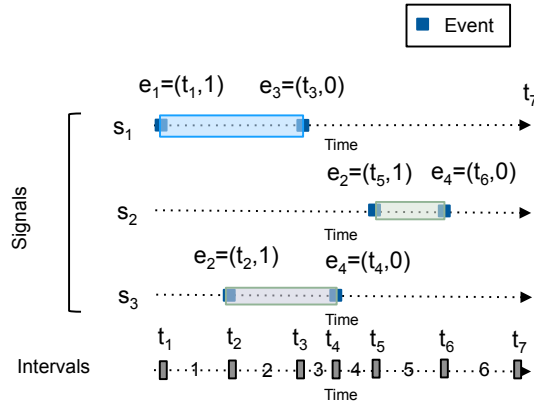 Event
e1=(t1,1) e3=(t3,0) t7
s1
Time
e2=(t5,1) e4=(t6,0)
Signals
s2
Time
e2=(t2,1) e4=(t4,0)
s3
Time
t1 t2 t3 t4 t5 t6 t7
Intervals 1 2 3 4 5 6
Time